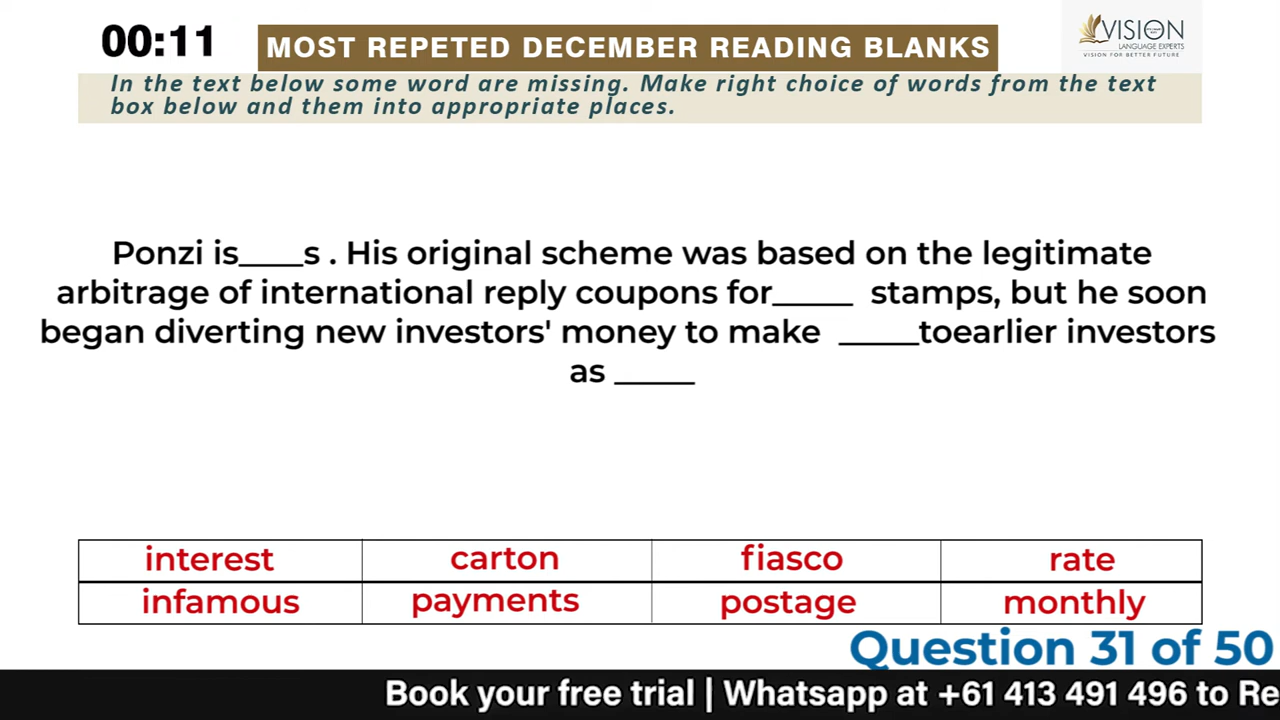 00:11
MOST REPETED DECEMBER READING BLANKS
VISION
LANGUAGE EXPERTS
VISION FOR BETTER FUTURE
In the text below some word are missing. Make right choice of words from the text
box below and them into appropriate places.
Ponzi is____s . His original scheme was based on the legitimate
arbitrage of international reply coupons for_____ stamps, but he soon
began diverting new investors' money to make _____toearlier investors
as _____
interest carton fiasco rate
infamous payments postage monthly
Question 31 of 50
Book your free trial | Whatsapp at +61 413 491 496 to Re